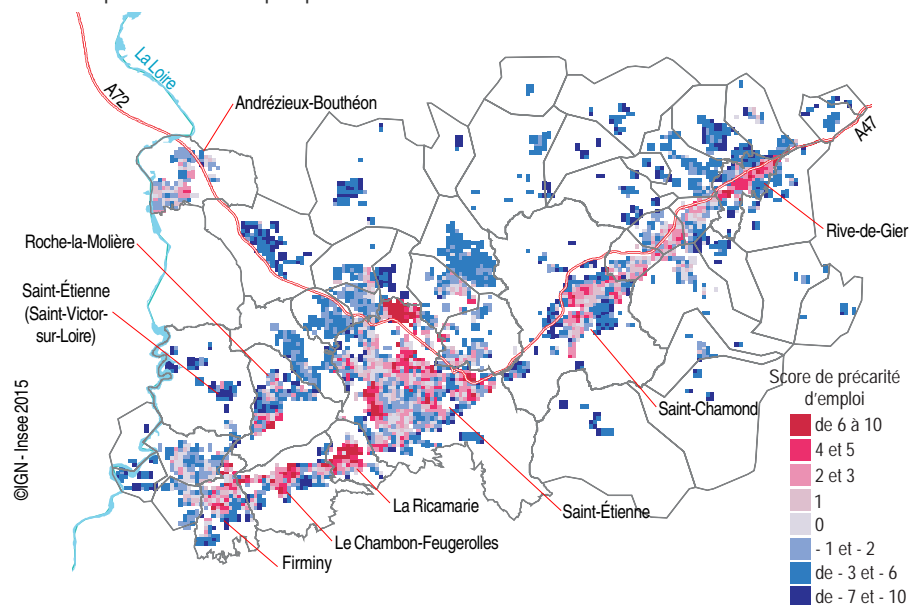 La Loire
A72
Andrézieux-Bouthéon
A47
Rive-de-Gier
Roche-la-Molière
Saint-Étienne
(Saint-Victor-
sur-Loire)
©IGN - Insee 2015
Saint-Chamond
La Ricamarie
Saint-Étienne
Le Chambon-Feugerolles
Firminy
Score de précarité
d'emploi
de 6 à 10
4 et 5
2 et 3
1
0
- 1 et - 2
de - 3 et - 6
de - 7 et - 10